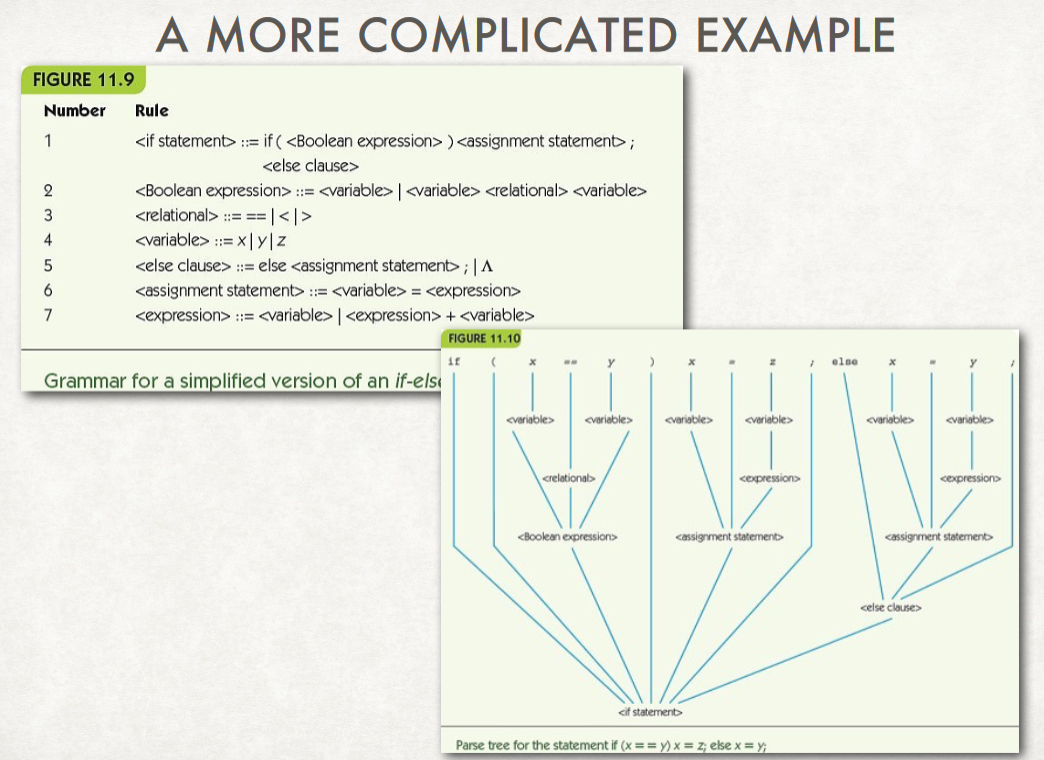 A MORE COMPLICATED EXAMPLE
FIGURE 11.9
Number Rule
1 <if statement> ::= if ( <Boolean expression> ) <assignment statement> ;
<else clause>
2 <Boolean expression> ::= <variable> | <variable> <relational> <variable>
3 <relational> ::= == | < | >
4 <variable> ::= x | y | z
5 <else clause> ::= else <assignment statement> ; | Λ
6 <assignment statement> ::= <variable> = <expression>
7 <expression> ::= <variable> | <expression> + <variable>
Grammar for a simplified version of an if-else
FIGURE 11.10
if ( x == y ) x = z ; else x = y ;
<variable> <variable> <variable> <variable> <variable> <variable>
<relational> <expression> <expression>
<Boolean expression> <assignment statement> <assignment statement>
<else clause>
<if statement>
Parse tree for the statement if (x = = y) x = z; else x = y;